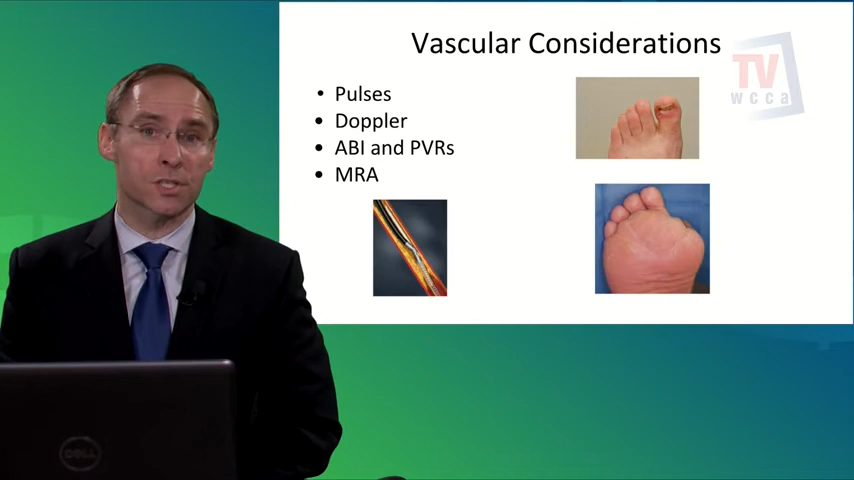 Vascular Considerations
• Pulses
• Doppler
• ABI and PVRs
• MRA
TV
wcca
DELL